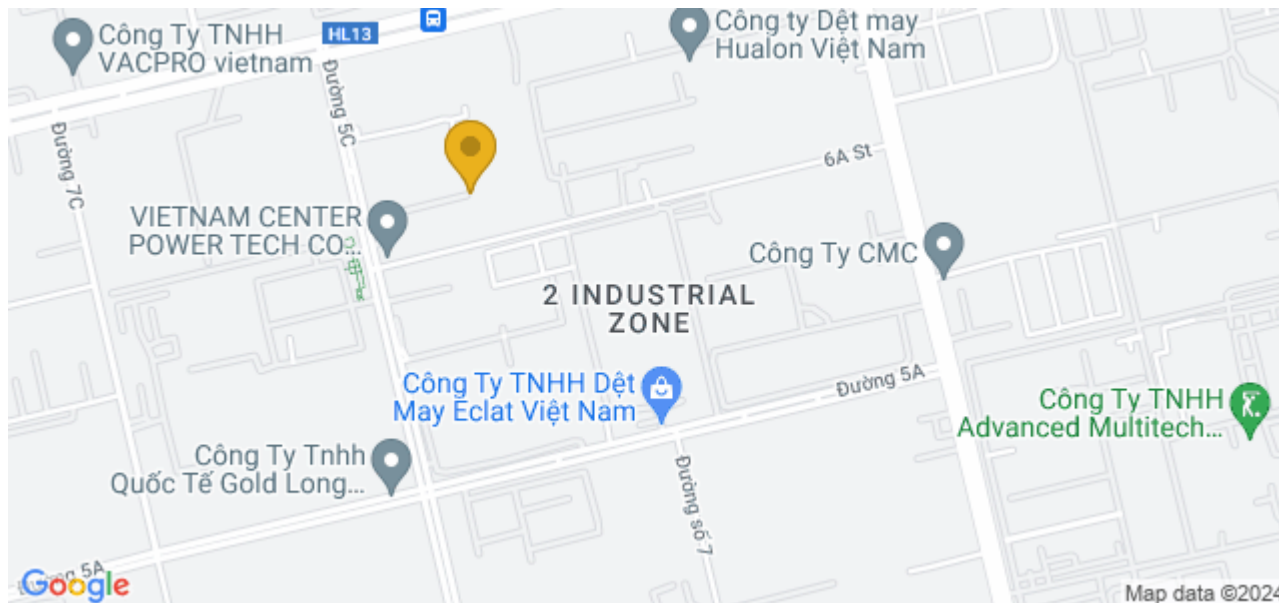 Công Ty TNHH
VACPRO vietnam
HL13
Công ty Dệt may
Hualon Việt Nam
Đường 5C
Đường 7C
6A St
VIETNAM CENTER
POWER TECH CO...
Công Ty CMC
2 INDUSTRIAL
ZONE
Công Ty TNHH Dệt
May Eclat Việt Nam
Đường 5A
Công Ty TNHH
Advanced Multitech...
Công Ty Tnhh
Quốc Tế Gold Long...
Đường số 7
5A
Google
Map data ©2024